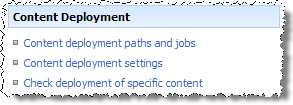 Content Deployment
Content deployment paths and jobs
Content deployment settings
Check deployment of specific content